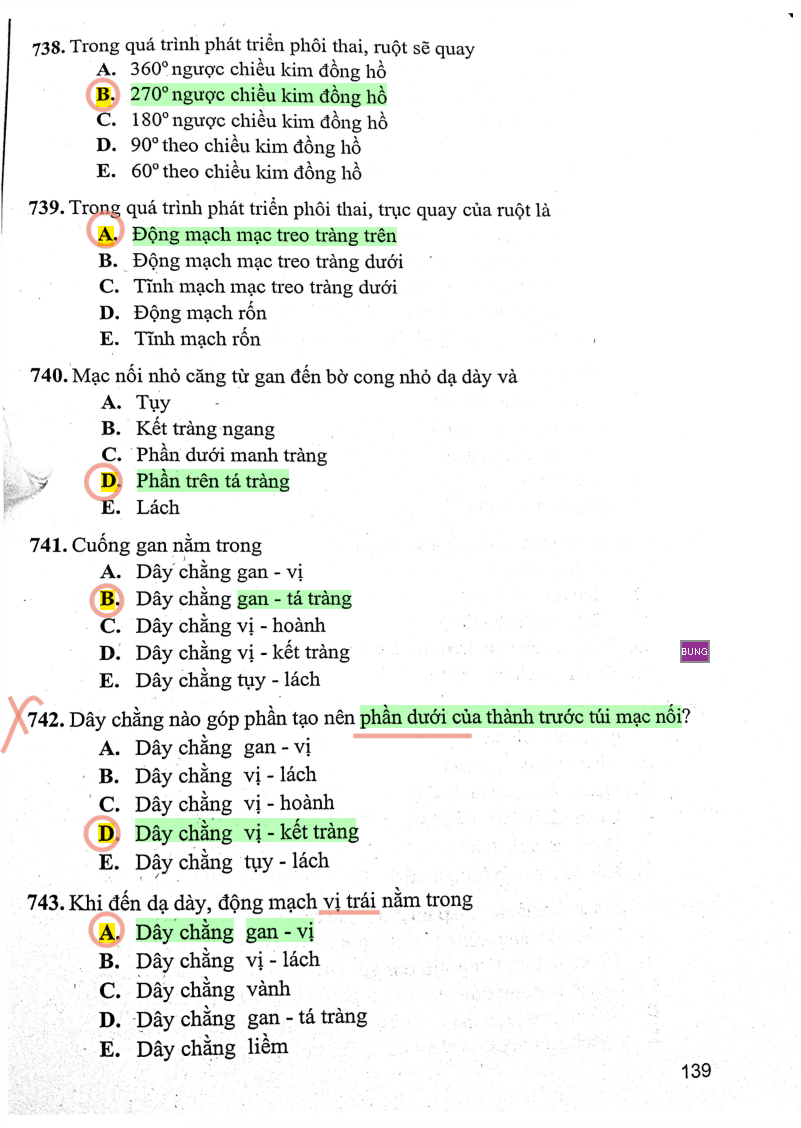 738. Trong quá trình phát triển phôi thai, ruột sẽ quay
A. 360º ngược chiều kim đồng hồ
B. 270º ngược chiều kim đồng hồ
C. 180º ngược chiều kim đồng hồ
D. 90º theo chiều kim đồng hồ
E. 60º theo chiều kim đồng hồ
739. Trong quá trình phát triển phôi thai, trục quay của ruột là
A. Động mạch mạc treo tràng trên
B. Động mạch mạc treo tràng dưới
C. Tĩnh mạch mạc treo tràng dưới
D. Động mạch rốn
E. Tĩnh mạch rốn
740. Mạc nối nhỏ căng từ gan đến bờ cong nhỏ dạ dày và
A. Tụy
B. Kết tràng ngang
C. Phần dưới manh tràng
D. Phần trên tá tràng
E. Lách
741. Cuống gan nằm trong
A. Dây chằng gan - vị
B. Dây chằng gan - tá tràng
C. Dây chằng vị - hoành
D. Dây chằng vị - kết tràng
E. Dây chằng tụy - lách
BUNG
742. Dây chằng nào góp phần tạo nên phần dưới của thành trước túi mạc nối?
A. Dây chằng gan - vị
B. Dây chằng vị - lách
C. Dây chằng vị - hoành
D. Dây chằng vị - kết tràng
E. Dây chằng tụy - lách
743. Khi đến dạ dày, động mạch vị trái nằm trong
A. Dây chằng gan - vị
B. Dây chằng vị - lách
C. Dây chằng vành
D. Dây chằng gan - tá tràng
E. Dây chằng liềm
139